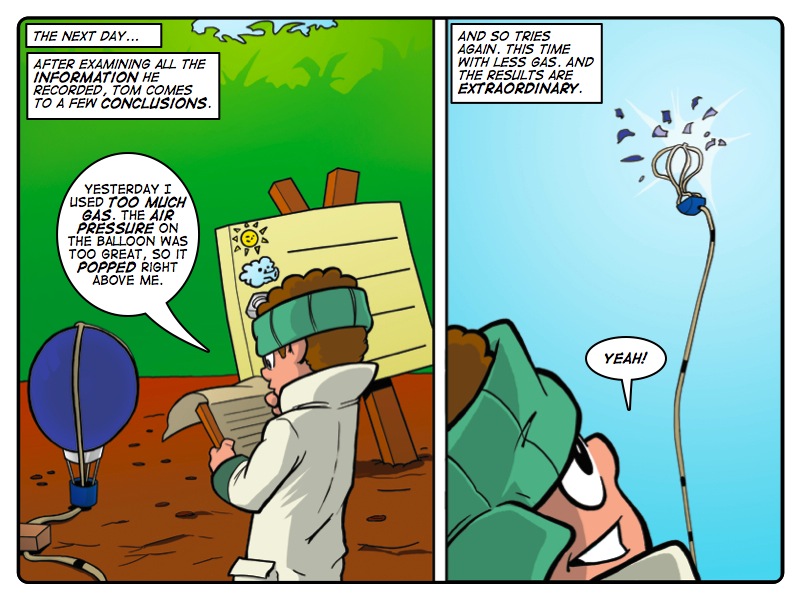 THE NEXT DAY...
AFTER EXAMINING ALL THE
INFORMATION HE
RECORDED, TOM COMES
TO A FEW CONCLUSIONS.
YESTERDAY I
USED TOO MUCH
GAS. THE AIR
PRESSURE ON
THE BALLOON WAS
TOO GREAT, SO IT
POPPED RIGHT
ABOVE ME.
AND SO TRIES
AGAIN. THIS TIME
WITH LESS GAS. AND
THE RESULTS ARE
EXTRAORDINARY.
YEAH!